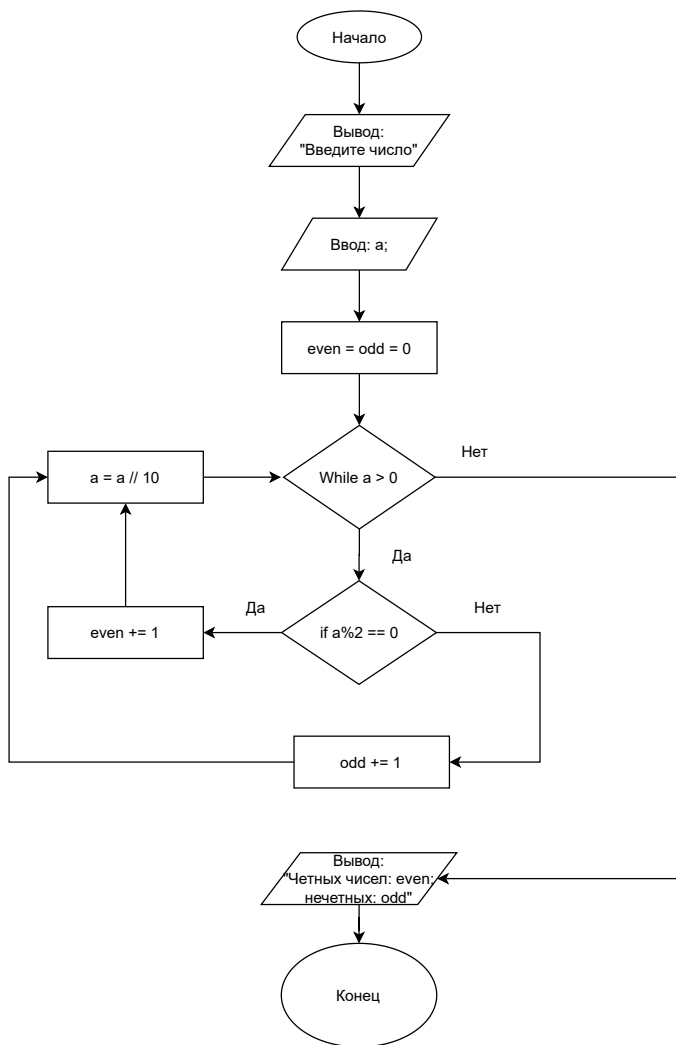 Начало
Вывод:
"Введите число"
Ввод: a;
even = odd = 0
While a > 0
Нет
a = a // 10
Да
if a%2 == 0
Да
Нет
even += 1
odd += 1
Вывод:
"Четных чисел: even;
нечетных: odd"
Конец